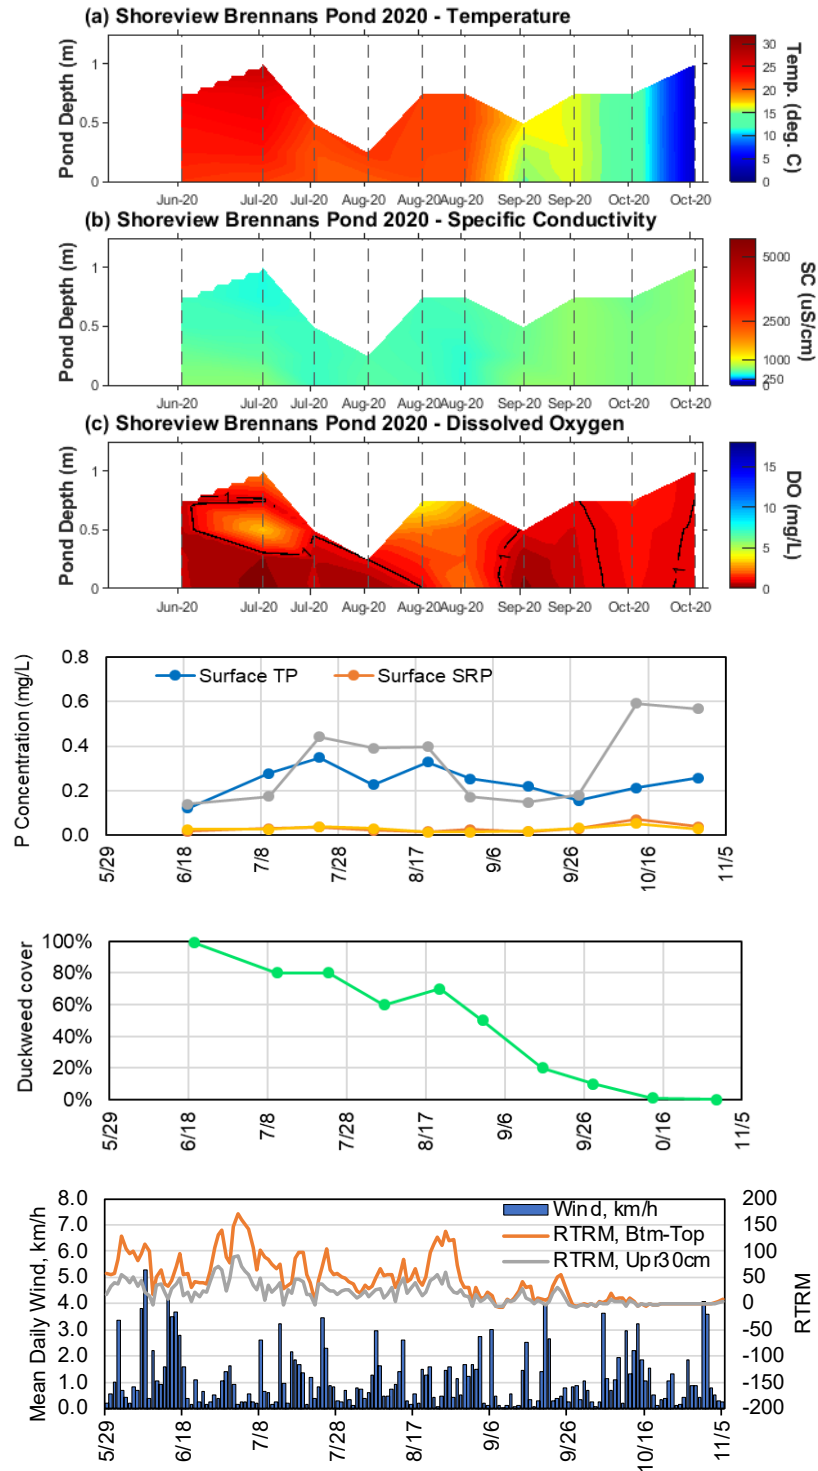 (a) Shoreview Brennans Pond 2020 - Temperature
Pond Depth (m)
1
0.5
0
Jun-20 Jul-20 Jul-20 Aug-20 Aug-20 Aug-20 Sep-20 Sep-20 Oct-20 Oct-20
30
25
20
15
10
5
0
Temp. (deg. C)
(b) Shoreview Brennans Pond 2020 - Specific Conductivity
Pond Depth (m)
1
0.5
0
Jun-20 Jul-20 Jul-20 Aug-20 Aug-20 Aug-20 Sep-20 Sep-20 Oct-20 Oct-20
5000
2500
1000
250
0
SC (uS/cm)
(c) Shoreview Brennans Pond 2020 - Dissolved Oxygen
Pond Depth (m)
1
0.5
0
1
1
1
1
Jun-20 Jul-20 Jul-20 Aug-20 Aug-20 Aug-20 Sep-20 Sep-20 Oct-20 Oct-20
15
10
5
0
DO (mg/L)
P Concentration (mg/L)
0.8
0.6
0.4
0.2
0.0
Surface TP Surface SRP
5/29 6/18 7/8 7/28 8/17 9/6 9/26 10/16 11/5
Duckweed cover
100%
80%
60%
40%
20%
0%
5/29 6/18 7/8 7/28 8/17 9/6 9/26 0/16 11/5
Mean Daily Wind, km/h
8.0
7.0
6.0
5.0
4.0
3.0
2.0
1.0
0.0
Wind, km/h
RTRM, Btm-Top
RTRM, Upr30cm
200
150
100
50
0
-50
-100
-150
-200
RTRM
5/29 6/18 7/8 7/28 8/17 9/6 9/26 10/16 11/5